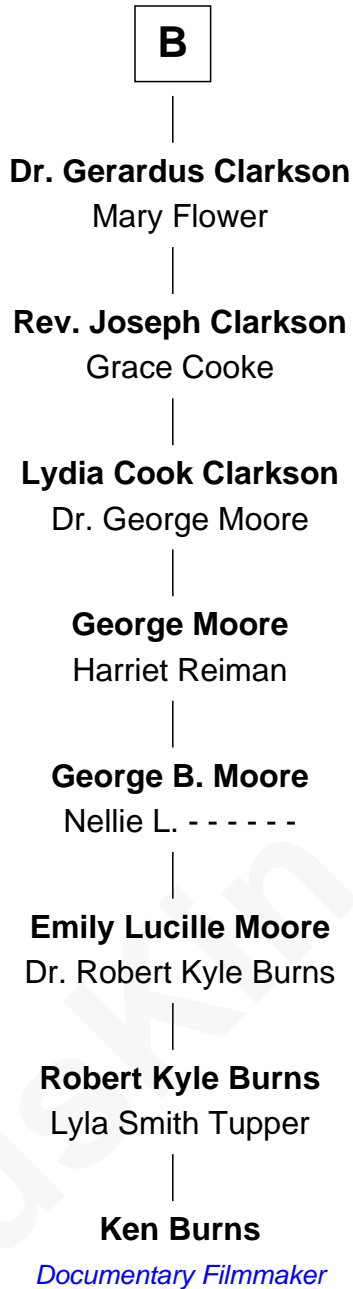 B
Dr. Gerardus Clarkson
Mary Flower
Rev. Joseph Clarkson
Grace Cooke
Lydia Cook Clarkson
Dr. George Moore
George Moore
Harriet Reiman
George B. Moore
Nellie L. - - - - - -
Emily Lucille Moore
Dr. Robert Kyle Burns
Robert Kyle Burns
Lyla Smith Tupper
Ken Burns
Documentary Filmmaker